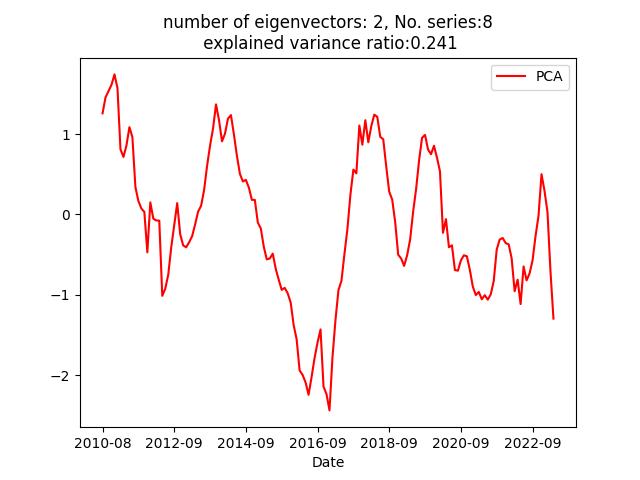 number of eigenvectors: 2, No. series:8
explained variance ratio:0.241
PCA
1
0
−1
−2
2010-08 2012-09 2014-09 2016-09 2018-09 2020-09 2022-09
Date